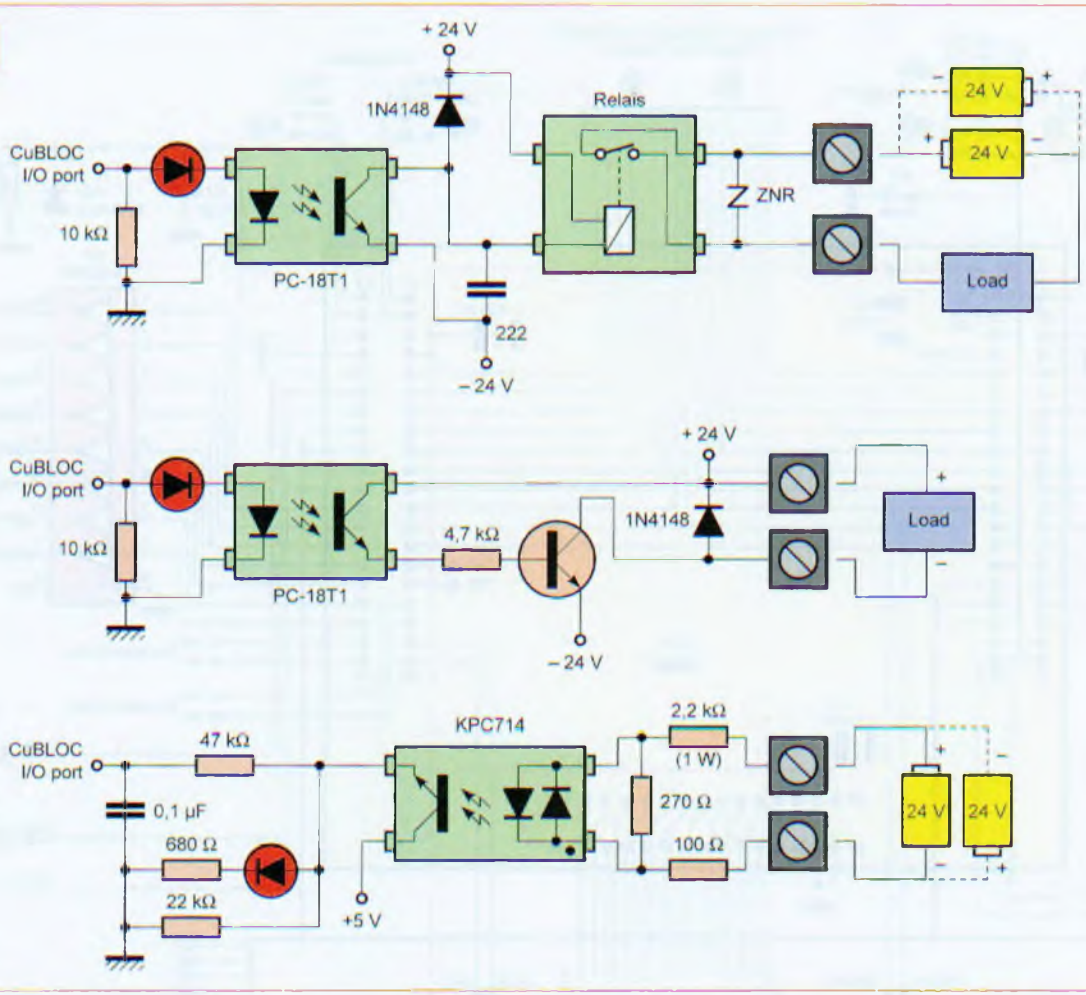 + 24 V
1N4148
Relais
CuBLOC
I/O port
10 kΩ
PC-18T1
ZNR
222
– 24 V
– +
24 V
+ –
24 V
Load
CuBLOC
I/O port
10 kΩ
PC-18T1
4,7 kΩ
– 24 V
+ 24 V
1N4148
+
Load
–
CuBLOC
I/O port
47 kΩ
0,1 µF
680 Ω
22 kΩ
+5 V
KPC714
2,2 kΩ
(1 W)
270 Ω
100 Ω
+ –
24 V 24 V
– +